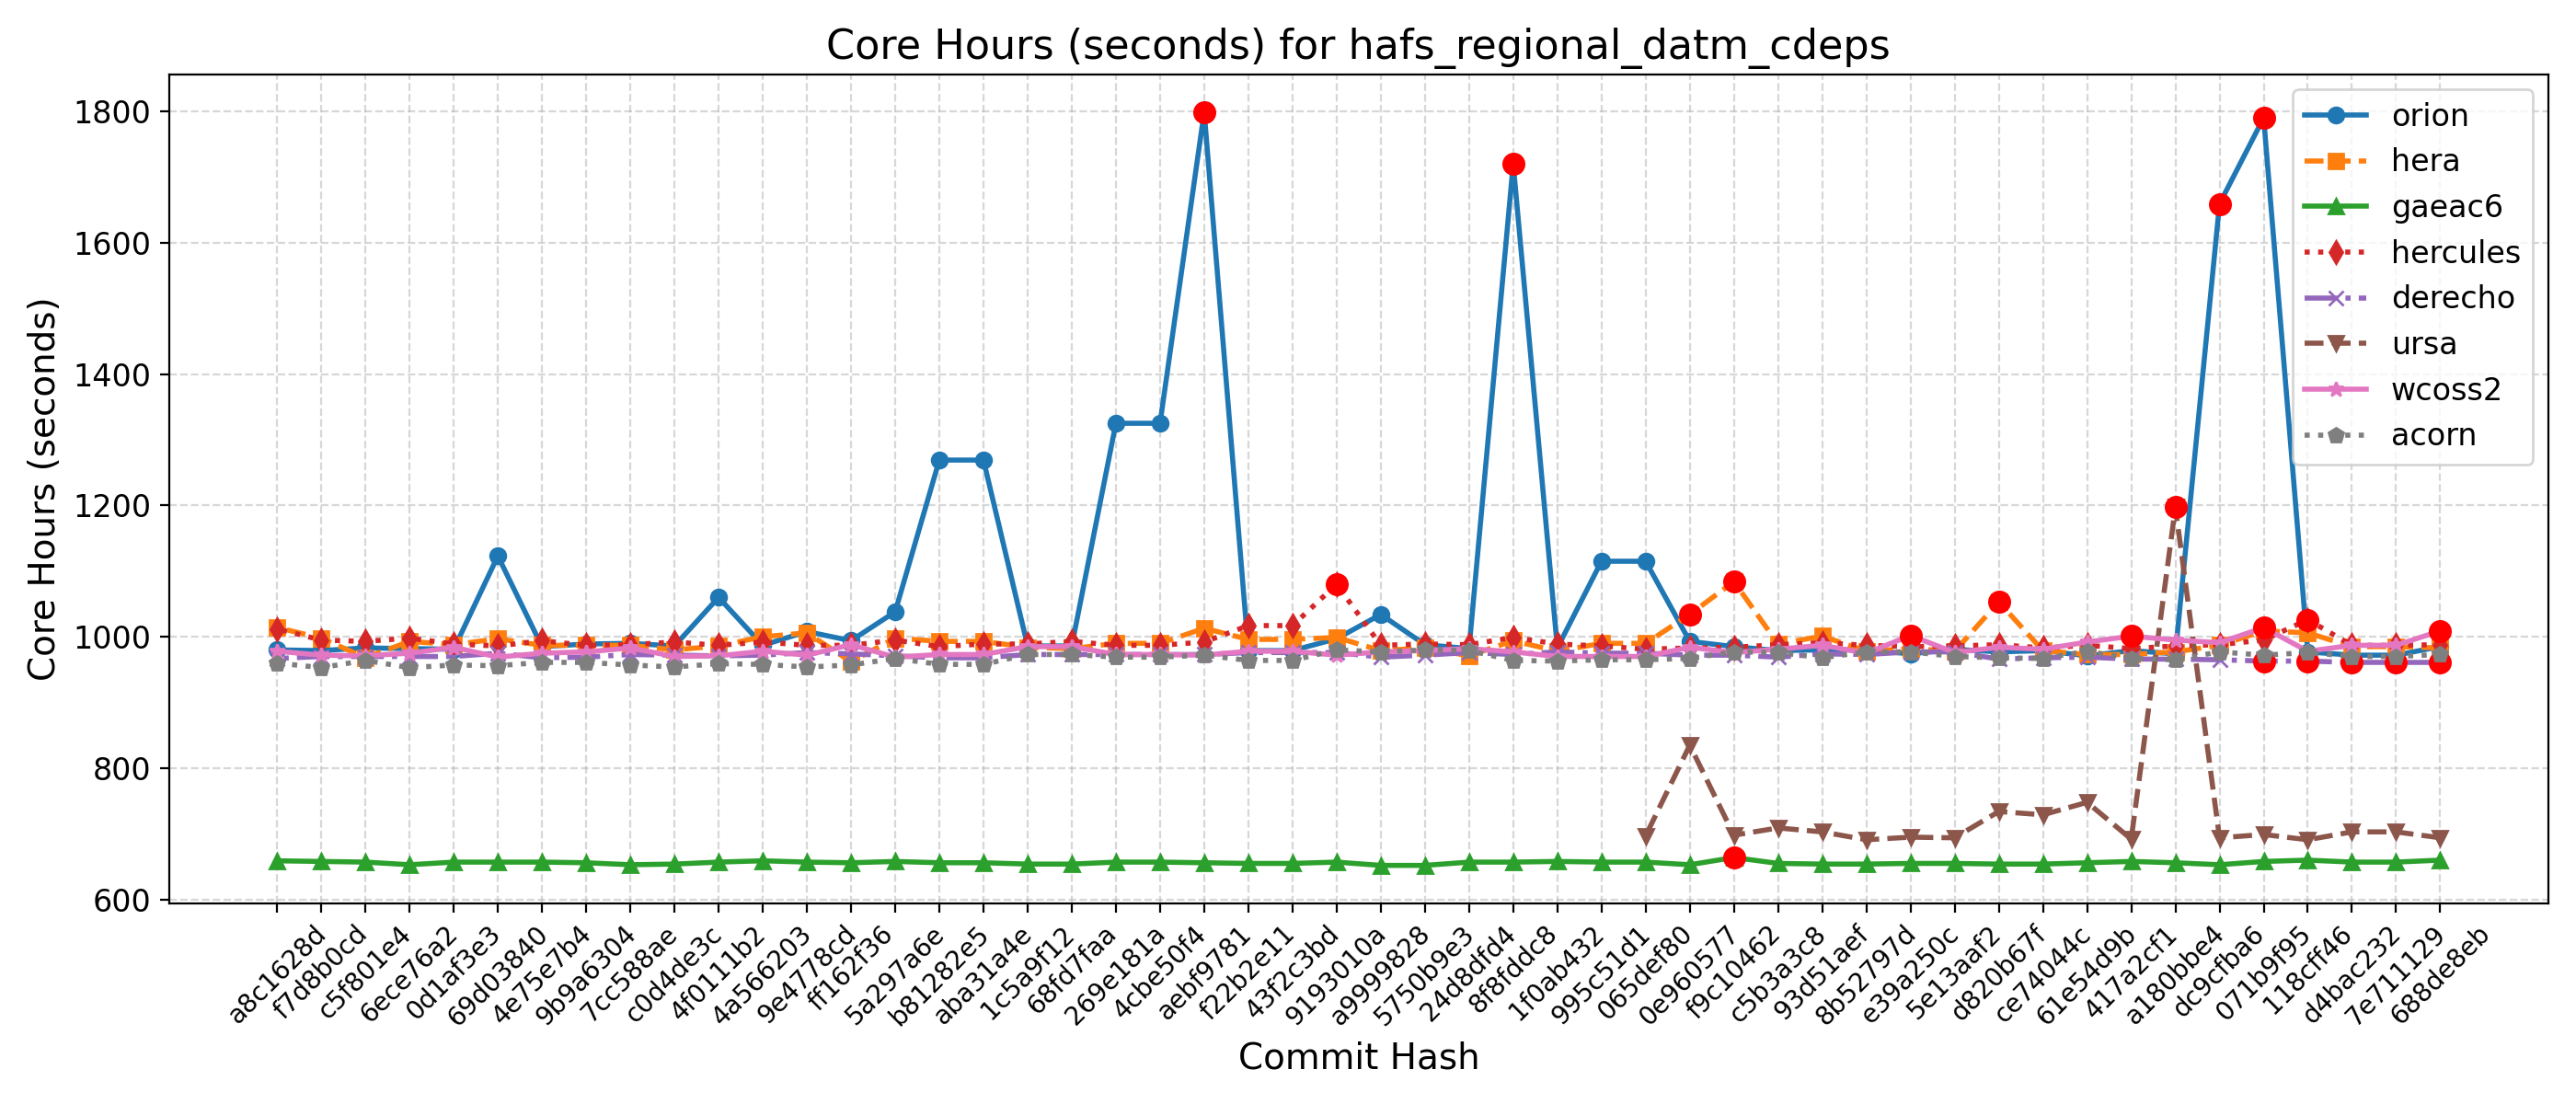 Core Hours (seconds) for hafs_regional_datm_cdeps
Core Hours (seconds)
1800
1600
1400
1200
1000
800
600
orion
hera
gaeac6
hercules
derecho
ursa
wcoss2
acorn
a8c1628d
f7d8b0cd
c5f801e4
6ece76a2
0d1af3e3
69d03840
4e75e7b4
9b9a6304
7cc588ae
c0d4de3c
4f0111b2
4a566203
9e4778cd
ff162f36
5a297a6e
b81282e5
aba31a4e
1c5a9f12
68fd7faa
269e181a
4cbe50f4
aebf9781
f22b2e11
43f2c3bd
9193010a
a9999828
5750b9e3
24d8dfd4
8f8fddc8
1f0ab432
995c51d1
065def80
0e960577
f9c10462
c5b3a3c8
93d51aef
8b52797d
e39a250c
5e13aaf2
d820b67f
ce74044c
61e54d9b
417a2cf1
a180bbe4
dc9cfba6
071b9f95
118cff46
d4bac232
7e711129
688de8eb
Commit Hash